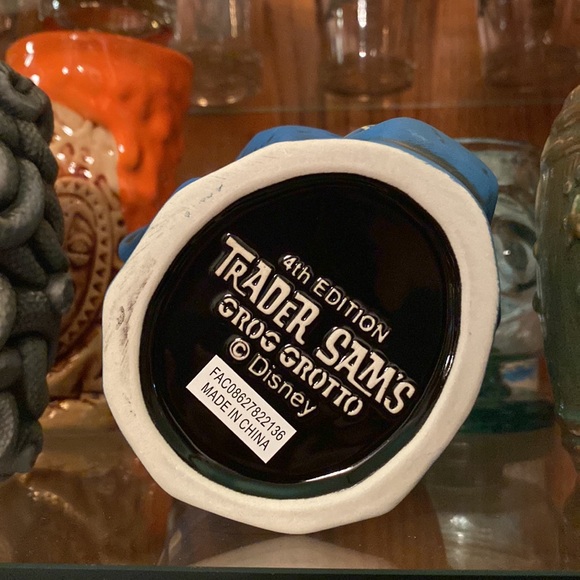 4th EDITION
TRADER SAM'S
GROG GROTTO
© Disney
FAC08627822136
MADE IN CHINA